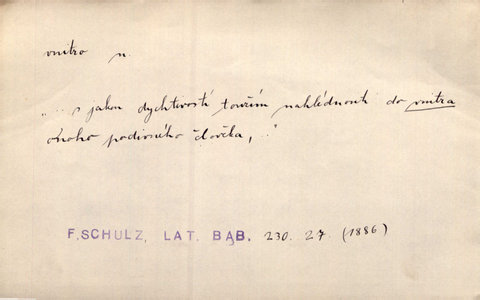 vnitro n.
„... s jakou dychtivostí toužím nahlédnouti do vnitra
onoho podivného člověka, ..“
F. SCHULZ, LAT. BÁB. 230. 27. (1886)